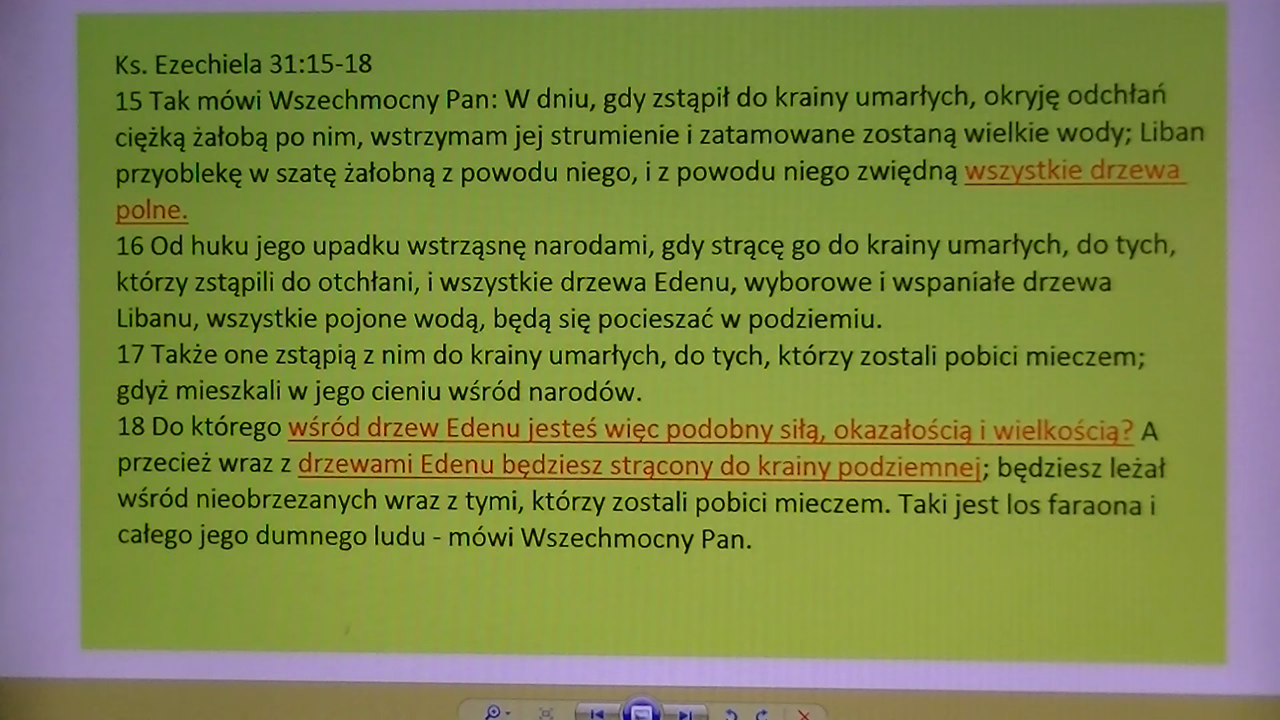 Ks. Ezechiela 31:15-18
15 Tak mówi Wszechmocny Pan: W dniu, gdy zstąpił do krainy umarłych, okryję odchłań
ciężką żałobą po nim, wstrzymam jej strumienie i zatamowane zostaną wielkie wody; Liban
przyoblekę w szatę żałobną z powodu niego, i z powodu niego zwiędną wszystkie drzewa
polne.
16 Od huku jego upadku wstrząsnę narodami, gdy strącę go do krainy umarłych, do tych,
którzy zstąpili do otchłani, i wszystkie drzewa Edenu, wyborowe i wspaniałe drzewa
Libanu, wszystkie pojone wodą, będą się pocieszać w podziemiu.
17 Także one zstąpią z nim do krainy umarłych, do tych, którzy zostali pobici mieczem;
gdyż mieszkali w jego cieniu wśród narodów.
18 Do którego wśród drzew Edenu jesteś więc podobny siłą, okazałością i wielkością? A
przecież wraz z drzewami Edenu będziesz strącony do krainy podziemnej; będziesz leżał
wśród nieobrzezanych wraz z tymi, którzy zostali pobici mieczem. Taki jest los faraona i
całego jego dumnego ludu - mówi Wszechmocny Pan.